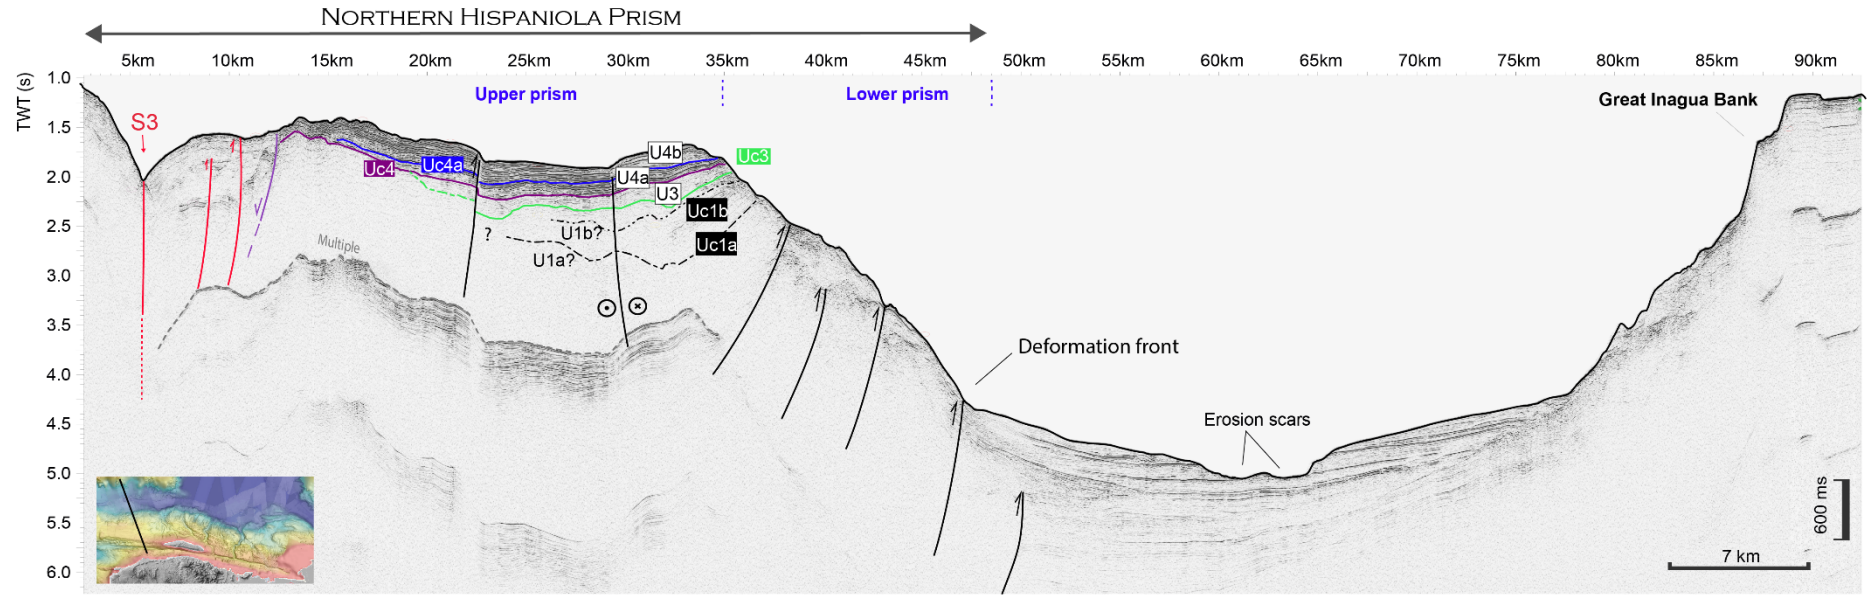 NORTHERN HISPANIOLA PRISM
5km 10km 15km 20km 25km 30km 35km 40km 45km 50km 55km 60km 65km 70km 75km 80km 85km 90km
TWT (s)
1.0
1.5
2.0
2.5
3.0
3.5
4.0
4.5
5.0
5.5
6.0
Upper prism
Lower prism
Great Inagua Bank
S3
Uc4
Uc4a
U4b
U4a
U3
Uc3
Uc1b
Uc1a
U1b?
U1a?
?
Multiple
Deformation front
Erosion scars
600 ms
7 km